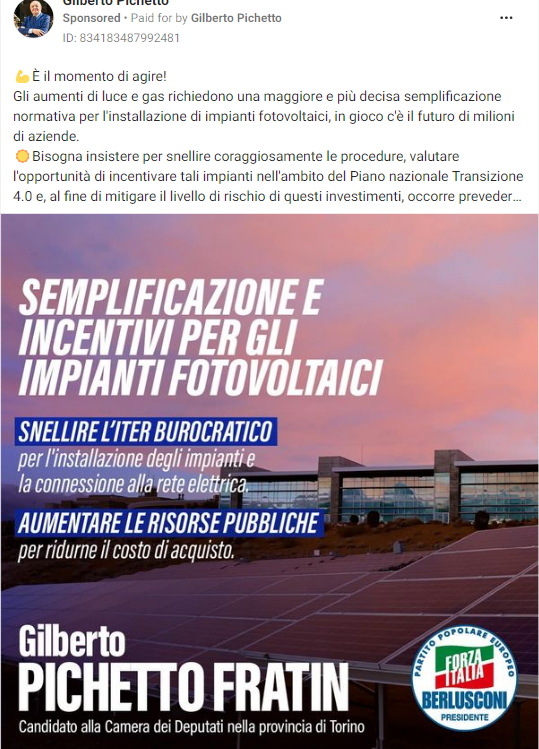 Gilberto Pichetto
Sponsored • Paid for by Gilberto Pichetto
ID: 834183487992481
💪È il momento di agire!
Gli aumenti di luce e gas richiedono una maggiore e più decisa semplificazione
normativa per l'installazione di impianti fotovoltaici, in gioco c'è il futuro di milioni
di aziende.
🌞Bisogna insistere per snellire coraggiosamente le procedure, valutare
l'opportunità di incentivare tali impianti nell'ambito del Piano nazionale Transizione
4.0 e, al fine di mitigare il livello di rischio di questi investimenti, occorre preveder...
SEMPLIFICAZIONE E
INCENTIVI PER GLI
IMPIANTI FOTOVOLTAICI
SNELLIRE L'ITER BUROCRATICO
per l'installazione degli impianti e
la connessione alla rete elettrica.
AUMENTARE LE RISORSE PUBBLICHE
per ridurne il costo di acquisto.
Gilberto
PICHETTO FRATIN
Candidato alla Camera dei Deputati nella provincia di Torino
PARTITO POPOLARE EUROPEO
FORZA
ITALIA
BERLUSCONI
PRESIDENTE